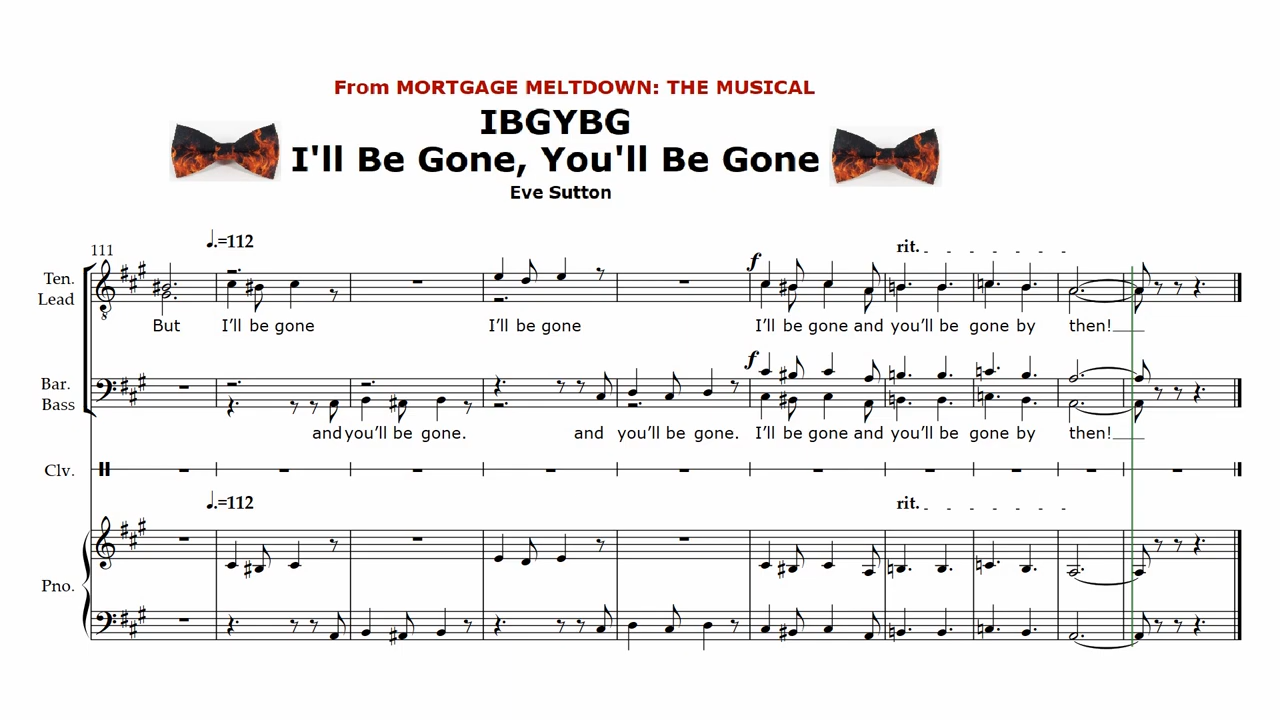 From MORTGAGE MELTDOWN: THE MUSICAL
IBGYBG
I'll Be Gone, You'll Be Gone
Eve Sutton
111
♩.=112
rit.
Ten.
Lead
f
8
But I'll be gone I'll be gone I'll be gone and you'll be gone by then!
Bar.
Bass
f
and you'll be gone. and you'll be gone. I'll be gone and you'll be gone by then!
Clv.
♩.=112
rit.
Pno.